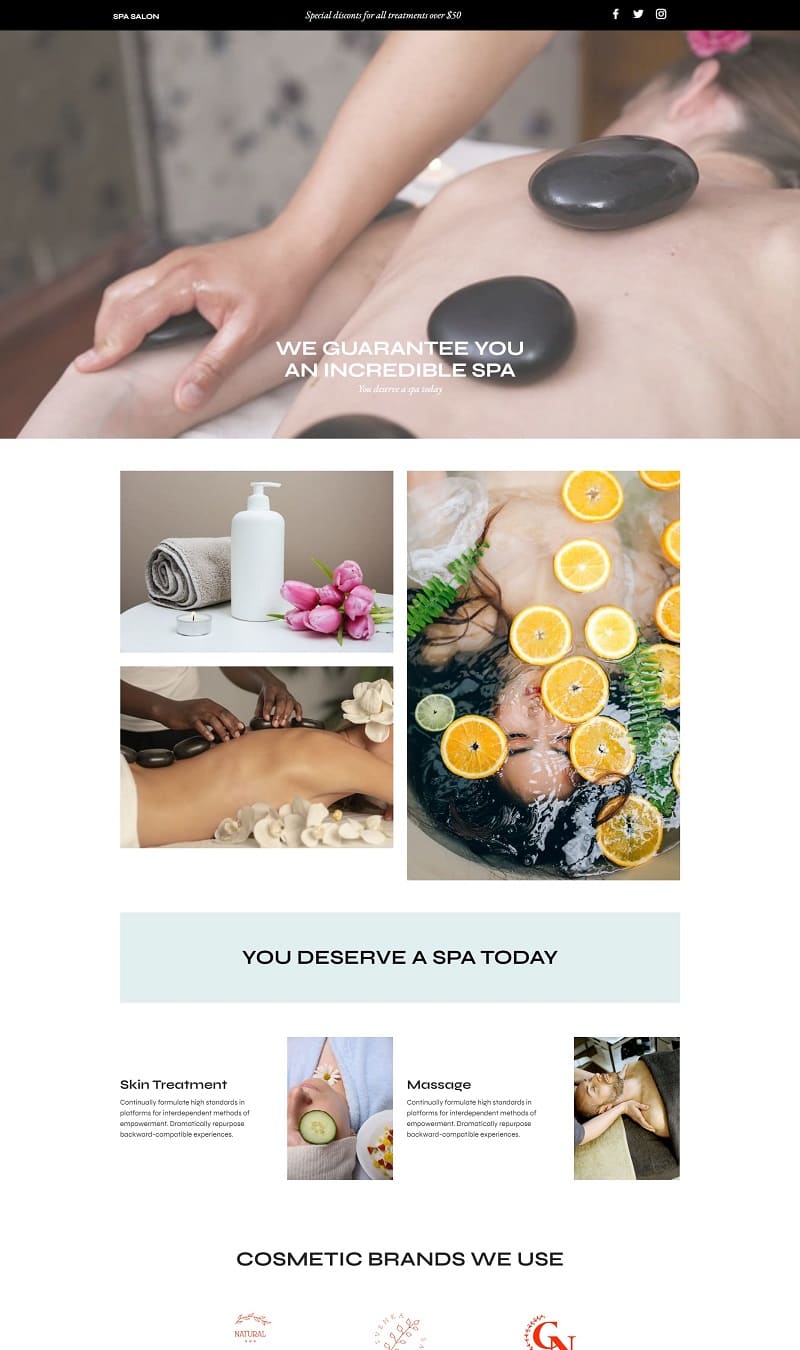 SPA SALON
Special disconts for all treatments over $50
WE GUARANTEE YOU
AN INCREDIBLE SPA
You deserve a spa today
YOU DESERVE A SPA TODAY
Skin Treatment
Continually formulate high standards in
platforms for interdependent methods of
empowerment. Dramatically repurpose
backward-compatible experiences.
Massage
Continually formulate high standards in
platforms for interdependent methods of
empowerment. Dramatically repurpose
backward-compatible experiences.
COSMETIC BRANDS WE USE
NATURAL
GN